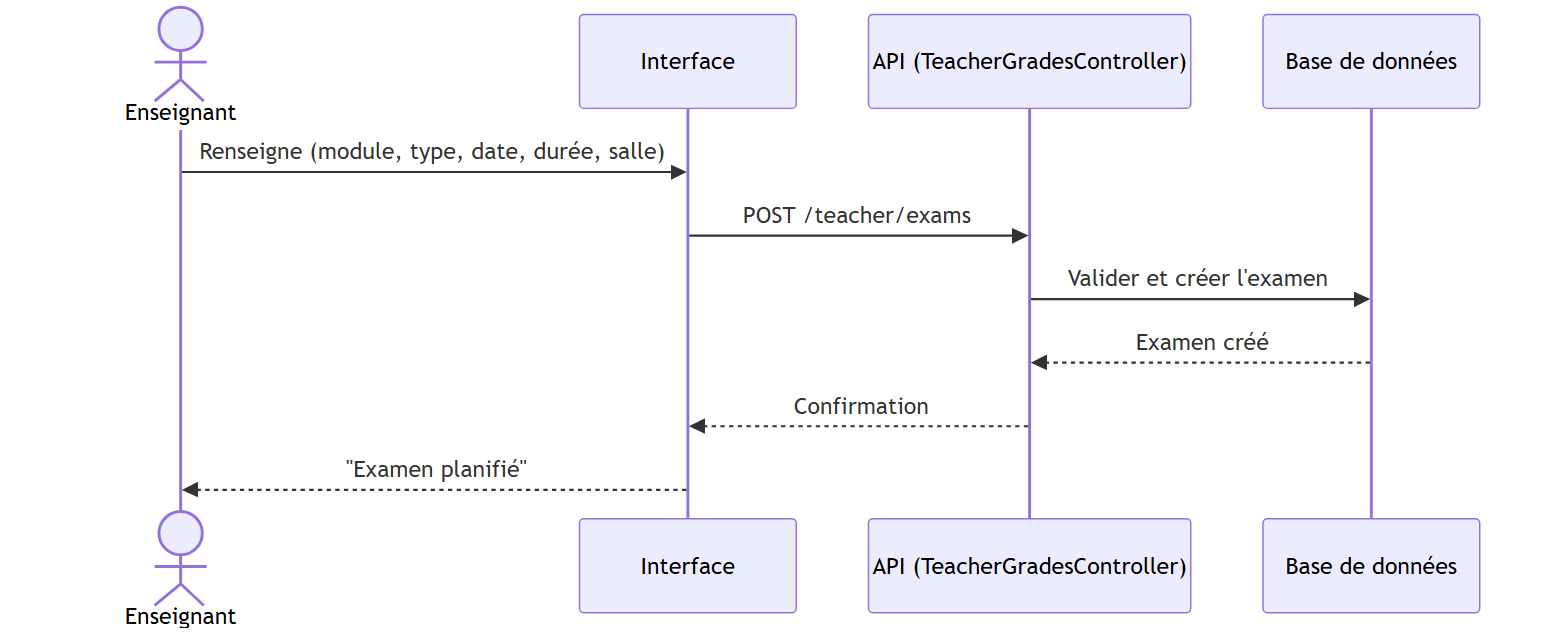 Enseignant
Interface
API (TeacherGradesController)
Base de données
Renseigne (module, type, date, durée, salle)
POST /teacher/exams
Valider et créer l'examen
Examen créé
Confirmation
"Examen planifié"
Enseignant
Interface
API (TeacherGradesController)
Base de données